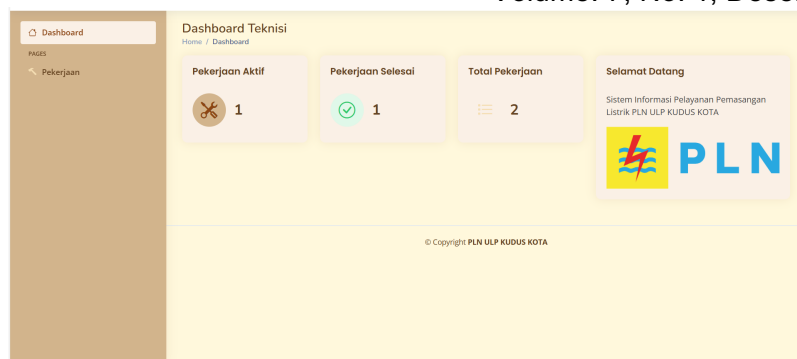 Dashboard
PAGES
Pekerjaan
Dashboard Teknisi
Home / Dashboard
Pekerjaan Aktif
1
Pekerjaan Selesai
1
Total Pekerjaan
2
Selamat Datang
Sistem Informasi Pelayanan Pemasangan
Listrik PLN ULP KUDUS KOTA
PLN
© Copyright PLN ULP KUDUS KOTA